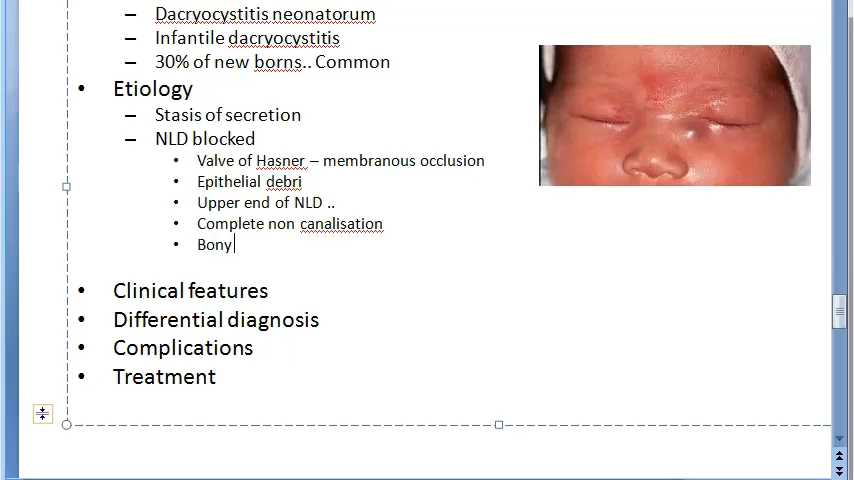 – Dacryocystitis neonatorum
– Infantile dacryocystitis
– 30% of new borns.. Common
• Etiology
– Stasis of secretion
– NLD blocked
• Valve of Hasner – membranous occlusion
• Epithelial debri
• Upper end of NLD ..
• Complete non canalisation
• Bony
• Clinical features
• Differential diagnosis
• Complications
• Treatment